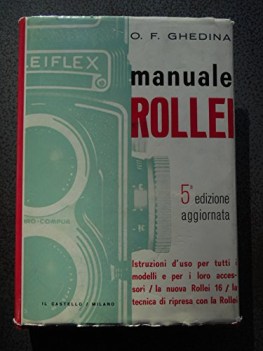 O. F. GHEDINA
LEIFLEX
manuale
ROLLEI
5ª edizione
aggiornata
Istruzioni d'uso per tutti i
modelli e per i loro acces-
sori / la nuova Rollei 16 / la
tecnica di ripresa con la Rollei
IL CASTELLO / MILANO